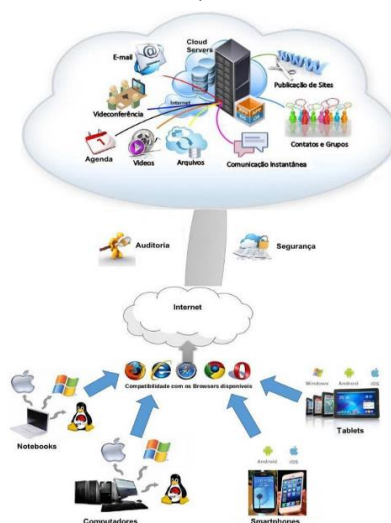 Cloud
Servers
E-mail
WWW
Publicação de Sites
Internet
Videoconferência
Contatos e Grupos
Agenda
Vídeos
Arquivos
Comunicação Instantânea
Auditoria
Segurança
Internet
Compatibilidade com os Browsers disponíveis
Windows
Android
iOS
Notebooks
Tablets
Android
iOS
Computadores
Smartphones